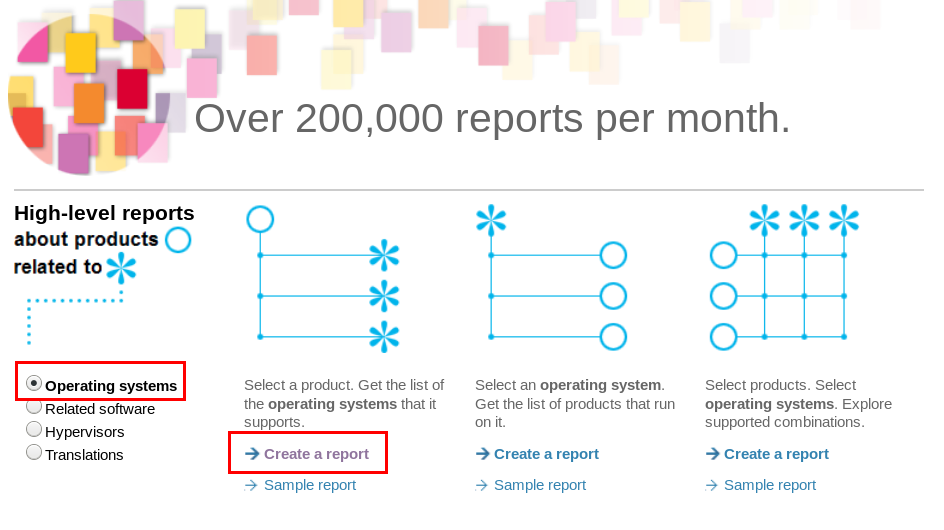 Over 200,000 reports per month.
High-level reports
about products
related to
Operating systems
Related software
Hypervisors
Translations
Select a product. Get the list of
the operating systems that it
supports.
Create a report
Sample report
Select an operating system.
Get the list of products that run
on it.
Create a report
Sample report
Select products. Select
operating systems. Explore
supported combinations.
Create a report
Sample report